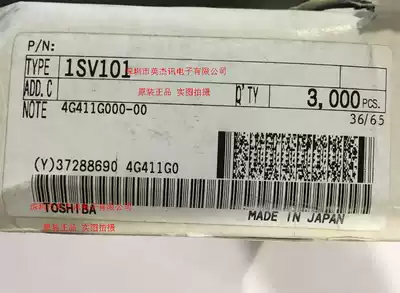 P/N:
TYPE 1SV101
深圳市英杰讯电子有限公司
ADD.C 原装正品 实图拍摄 Q'TY 3,000 PCS.
NOTE 4G411G000-00 36/65
(Y)37288690 4G411G0
TOSHIBA MADE IN JAPAN
原装正品 实图拍摄